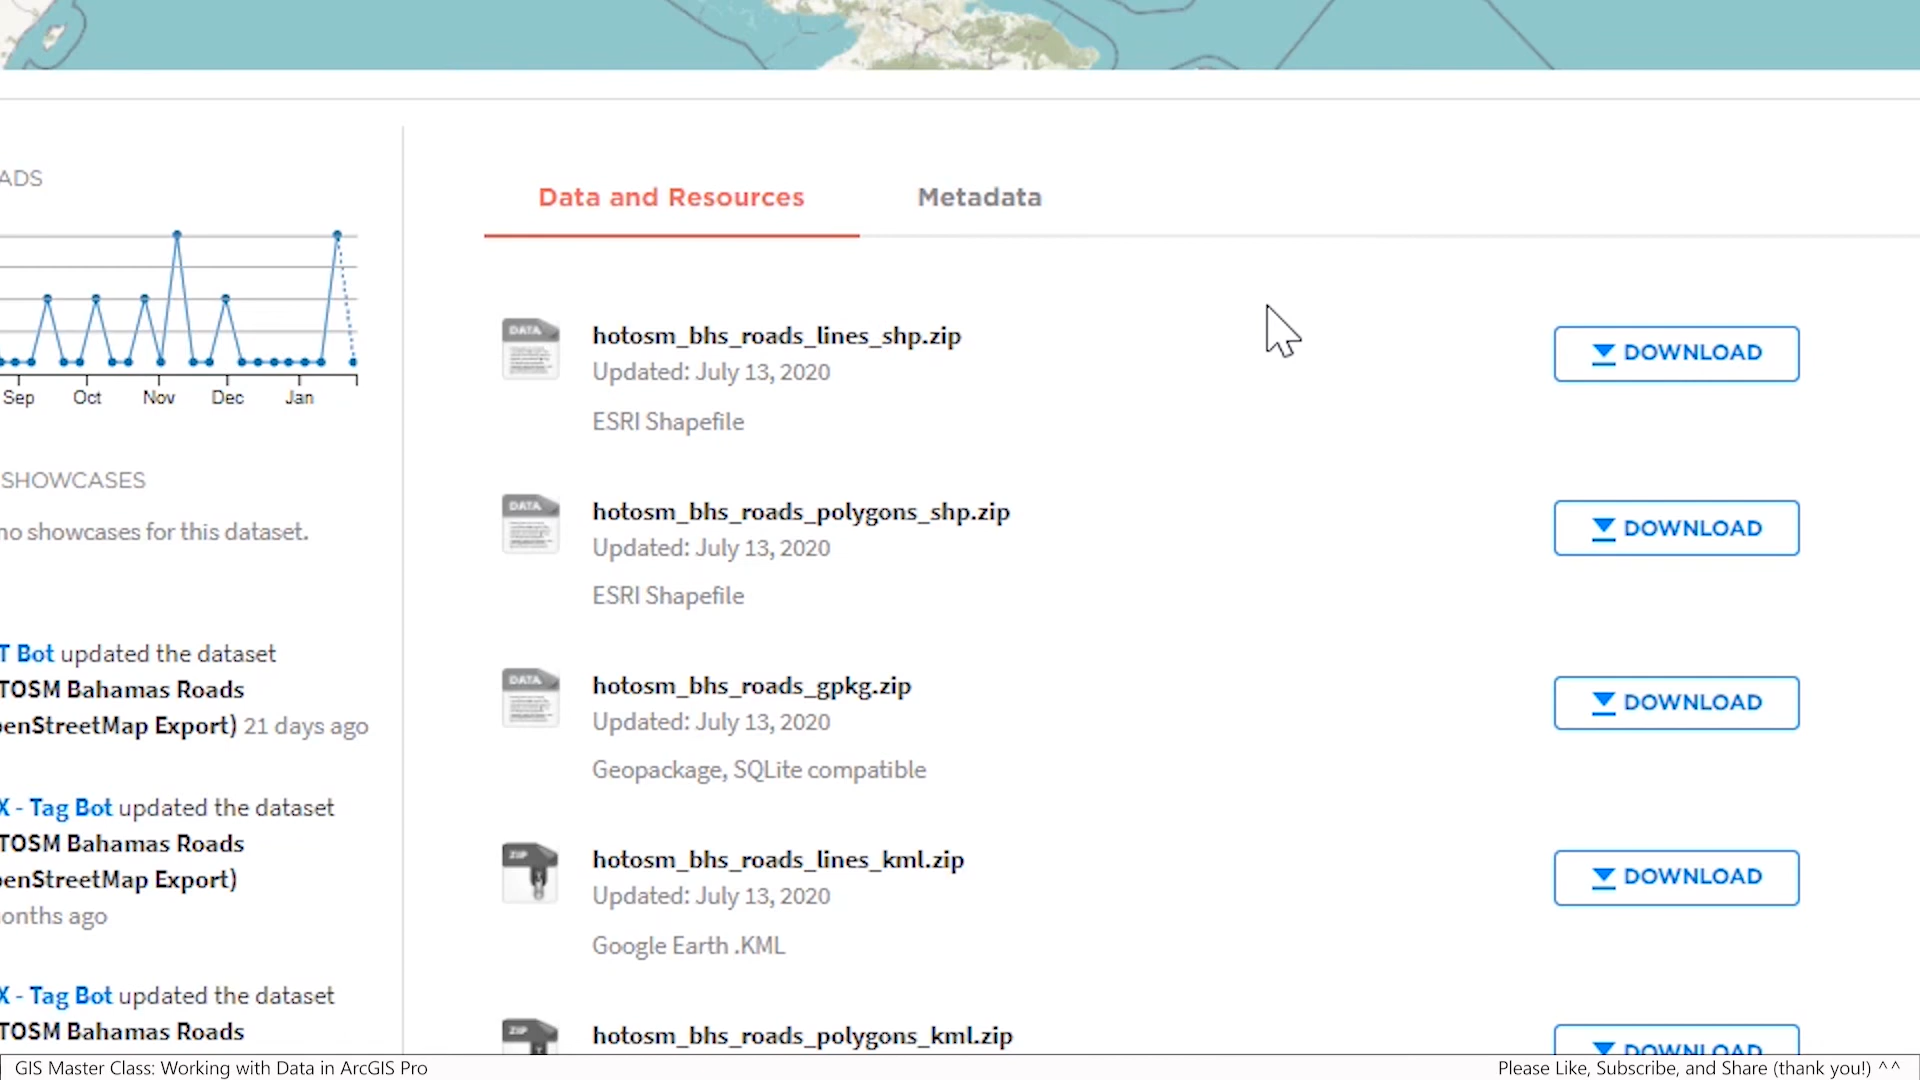 ADS
Sep Oct Nov Dec Jan
SHOWCASES
no showcases for this dataset.
T Bot updated the dataset
TOSM Bahamas Roads
penStreetMap Export) 21 days ago
X - Tag Bot updated the dataset
TOSM Bahamas Roads
penStreetMap Export)
onths ago
X - Tag Bot updated the dataset
TOSM Bahamas Roads
Data and Resources
Metadata
DATA
hotosm_bhs_roads_lines_shp.zip
Updated: July 13, 2020
ESRI Shapefile
DOWNLOAD
DATA
hotosm_bhs_roads_polygons_shp.zip
Updated: July 13, 2020
ESRI Shapefile
DOWNLOAD
DATA
hotosm_bhs_roads_gpkg.zip
Updated: July 13, 2020
Geopackage, SQLite compatible
DOWNLOAD
ZIP
hotosm_bhs_roads_lines_kml.zip
Updated: July 13, 2020
Google Earth .KML
DOWNLOAD
ZIP
hotosm_bhs_roads_polygons_kml.zip
DOWNLOAD
GIS Master Class: Working with Data in ArcGIS Pro
Please Like, Subscribe, and Share (thank you!) ^^